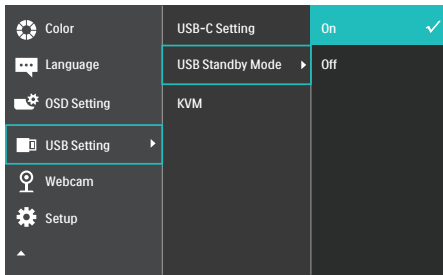 Color
Language
OSD Setting
USB Setting
Webcam
Setup
USB-C Setting
USB Standby Mode
KVM
On
Off